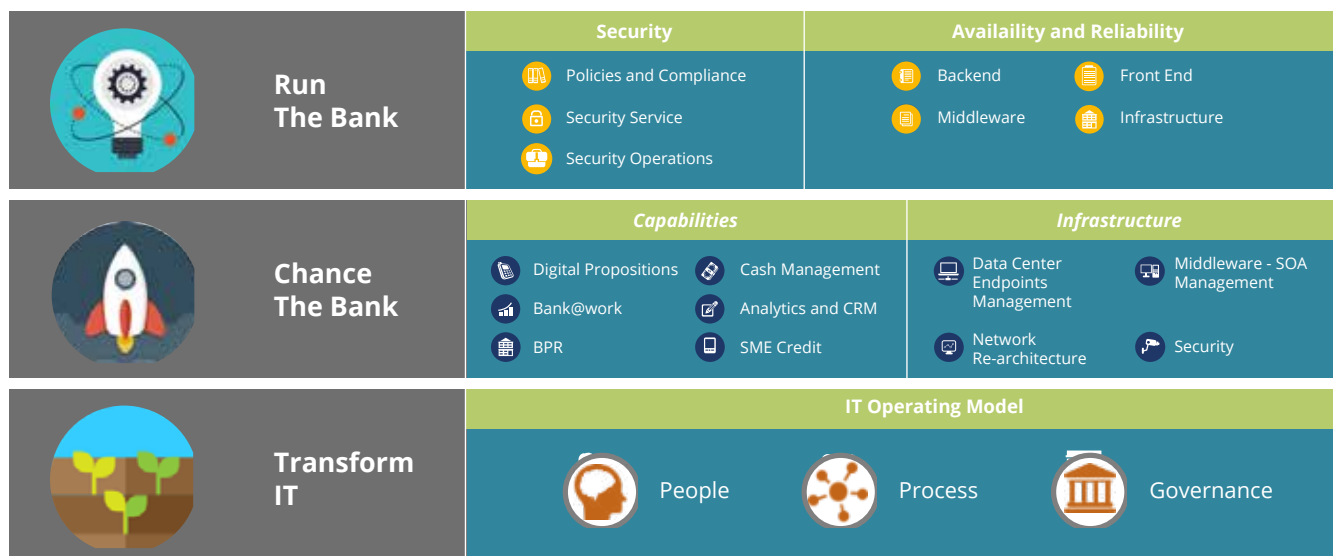 Run
The Bank
Security
Policies and Compliance
Security Service
Security Operations
Availaility and Reliability
Backend
Front End
Middleware
Infrastructure
Chance
The Bank
Capabilities
Digital Propositions
Cash Management
Bank@work
Analytics and CRM
BPR
SME Credit
Infrastructure
Data Center
Endpoints
Management
Middleware - SOA
Management
Network
Re-architecture
Security
Transform
IT
IT Operating Model
People
Process
Governance